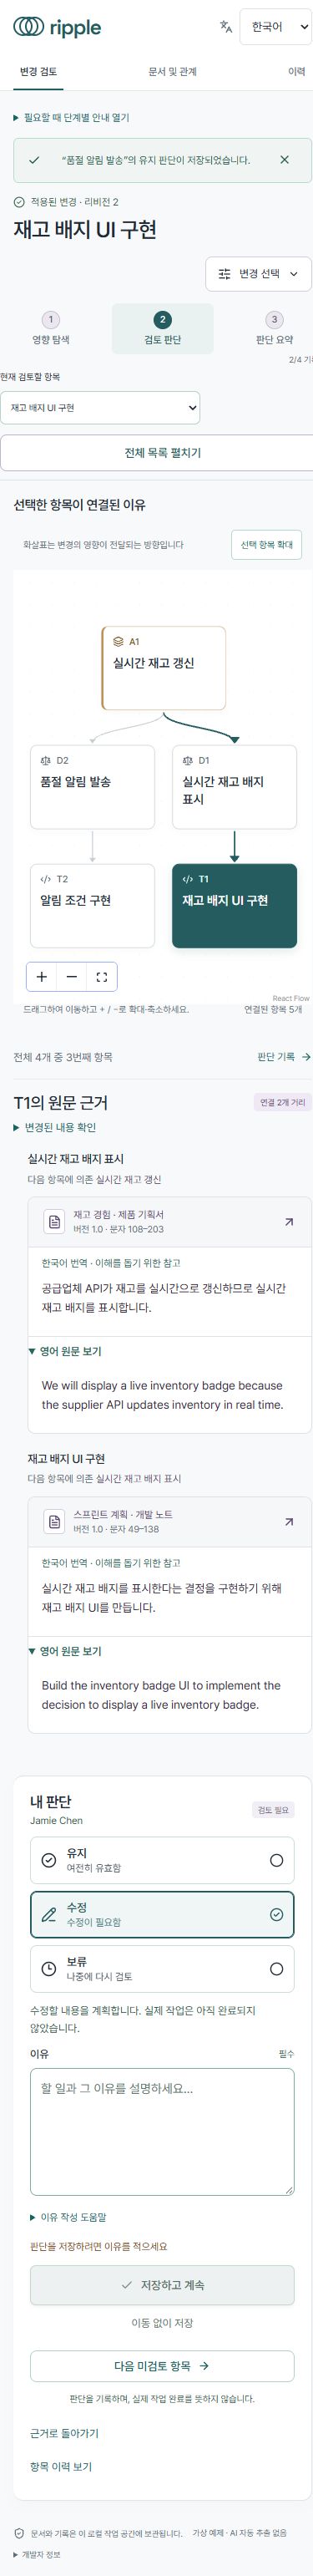 ripple
한국어
변경 검토
문서 및 관계
이력
필요할 때 단계별 안내 열기
“품절 알림 발송”의 유지 판단이 저장되었습니다.
적용된 변경 · 리비전 2
재고 배지 UI 구현
변경 선택
1
영향 탐색
2
검토 판단
3
판단 요약
2/4
현재 검토할 항목
재고 배지 UI 구현
전체 목록 펼치기
선택한 항목이 연결된 이유
화살표는 변경의 영향이 전달되는 방향입니다
선택 항목 확대
A1
실시간 재고 갱신
D2
품절 알림 발송
D1
실시간 재고 배지
표시
T2
알림 조건 구현
T1
재고 배지 UI 구현
React Flow
드래그하여 이동하고 + / −로 확대·축소하세요.
연결된 항목 5개
전체 4개 중 3번째 항목
판단 기록
T1의 원문 근거
연결 2개 거리
변경된 내용 확인
실시간 재고 배지 표시
다음 항목에 의존 실시간 재고 갱신
재고 경험 · 제품 기획서
버전 1.0 · 문자 108–203
한국어 번역 · 이해를 돕기 위한 참고
공급업체 API가 재고를 실시간으로 갱신하므로 실시간
재고 배지를 표시합니다.
영어 원문 보기
We will display a live inventory badge because
the supplier API updates inventory in real time.
재고 배지 UI 구현
다음 항목에 의존 실시간 재고 배지 표시
스프린트 계획 · 개발 노트
버전 1.0 · 문자 49–138
한국어 번역 · 이해를 돕기 위한 참고
실시간 재고 배지를 표시한다는 결정을 구현하기 위해
재고 배지 UI를 만듭니다.
영어 원문 보기
Build the inventory badge UI to implement the
decision to display a live inventory badge.
내 판단
Jamie Chen
검토 필요
유지
여전히 유효함
수정
수정이 필요함
보류
나중에 다시 검토
수정할 내용을 계획합니다. 실제 작업은 아직 완료되지
않았습니다.
이유
필수
할 일과 그 이유를 설명하세요...
이유 작성 도움말
판단을 저장하려면 이유를 적으세요
저장하고 계속
이동 없이 저장
다음 미검토 항목
판단을 기록하며, 실제 작업 완료를 뜻하지 않습니다.
근거로 돌아가기
항목 이력 보기
문서와 기록은 이 로컬 작업 공간에 보관됩니다.
가상 예제 · AI 자동 추출 없음
개발자 정보